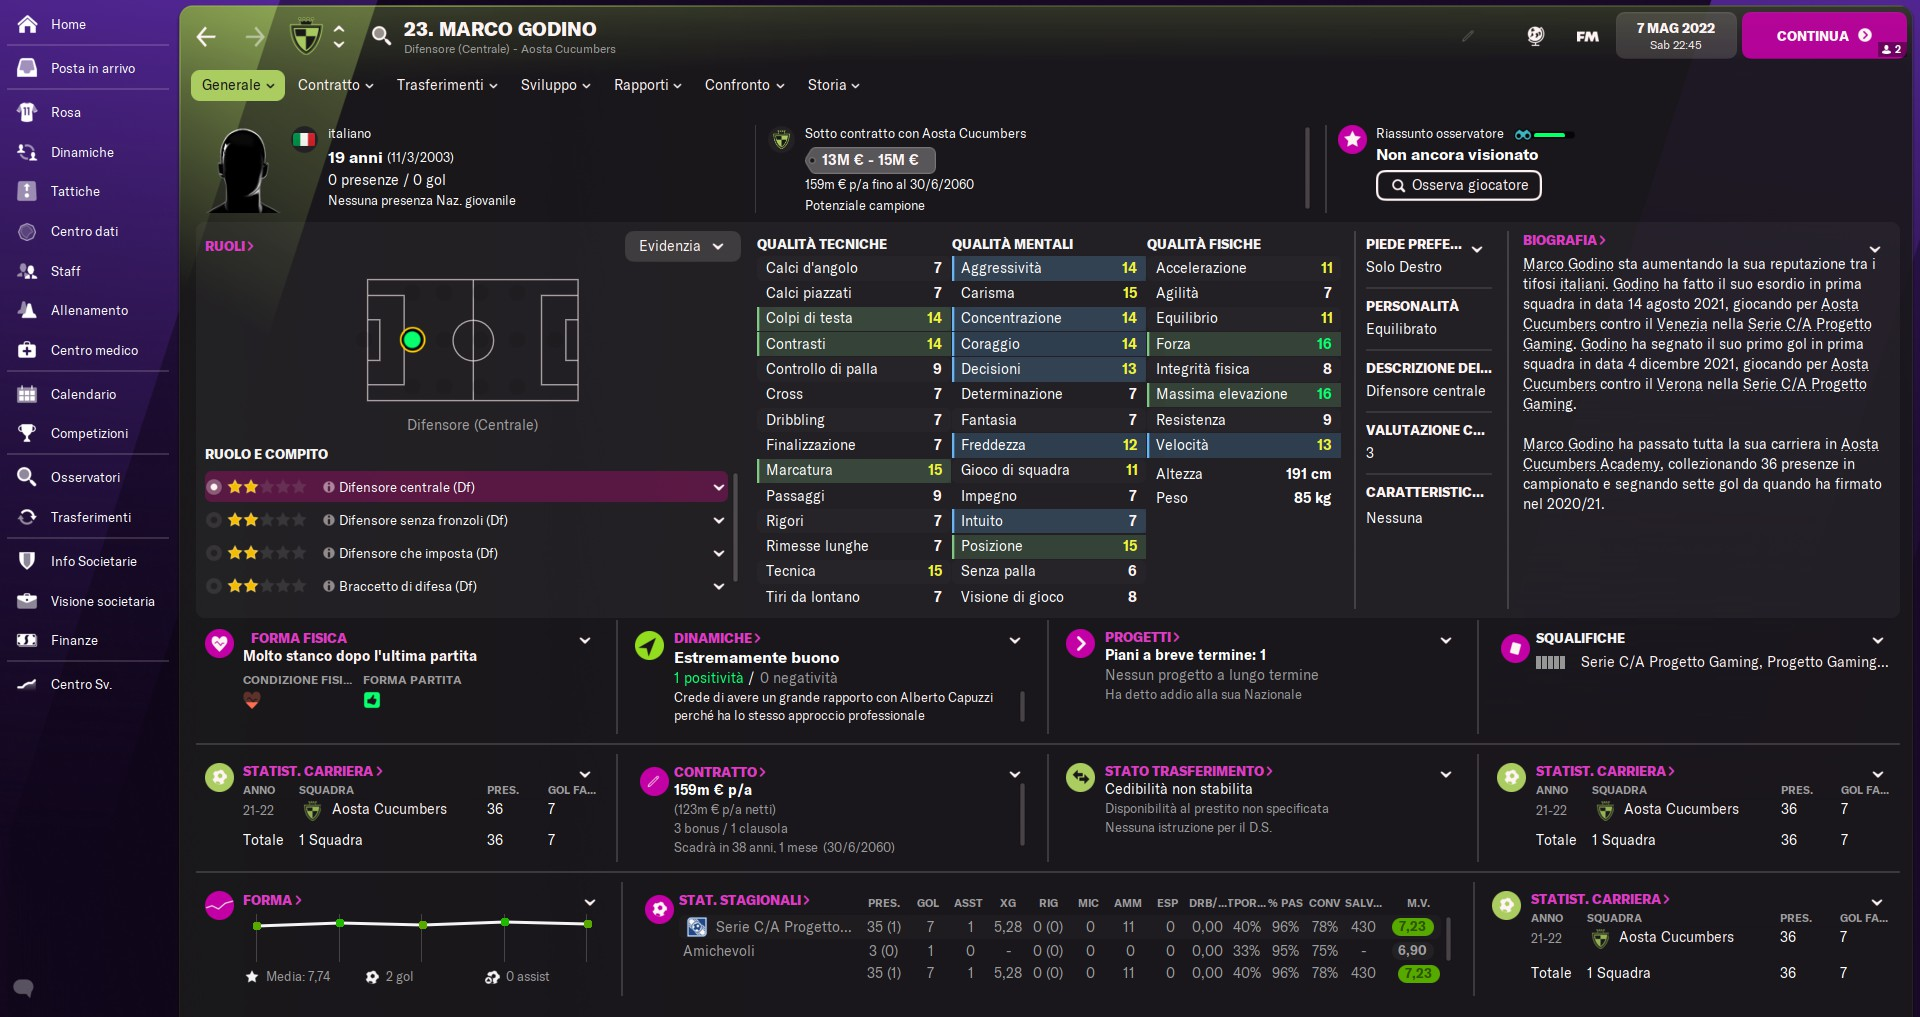 Home
Posta in arrivo
Rosa
Dinamiche
Tattiche
Centro dati
Staff
Allenamento
Centro medico
Calendario
Competizioni
Osservatori
Trasferimenti
Info Societarie
Visione societaria
Finanze
Centro Sv.
23. MARCO GODINO
Difensore (Centrale) - Aosta Cucumbers
FM
7 MAG 2022
Sab 22:45
CONTINUA
2
Generale
Contratto
Trasferimenti
Sviluppo
Rapporti
Confronto
Storia
italiano
19 anni (11/3/2003)
0 presenze / 0 gol
Nessuna presenza Naz. giovanile
Sotto contratto con Aosta Cucumbers
13M € - 15M €
159m € p/a fino al 30/6/2060
Potenziale campione
Riassunto osservatore
Non ancora visionato
Osserva giocatore
RUOLI
Evidenzia
Difensore (Centrale)
RUOLO E COMPITO
Difensore centrale (Df)
Difensore senza fronzoli (Df)
Difensore che imposta (Df)
Braccetto di difesa (Df)
QUALITÀ TECNICHE
Calci d'angolo 7
Calci piazzati 7
Colpi di testa 14
Contrasti 14
Controllo di palla 9
Cross 7
Dribbling 7
Finalizzazione 7
Marcatura 15
Passaggi 9
Rigori 7
Rimesse lunghe 7
Tecnica 15
Tiri da lontano 7
QUALITÀ MENTALI
Aggressività 14
Carisma 15
Concentrazione 14
Coraggio 14
Decisioni 13
Determinazione 7
Fantasia 7
Freddezza 12
Gioco di squadra 11
Impegno 7
Intuito 7
Posizione 15
Senza palla 6
Visione di gioco 8
QUALITÀ FISICHE
Accelerazione 11
Agilità 7
Equilibrio 11
Forza 16
Integrità fisica 8
Massima elevazione 16
Resistenza 9
Velocità 13
Altezza 191 cm
Peso 85 kg
PIEDE PREFE...
Solo Destro
PERSONALITÀ
Equilibrato
DESCRIZIONE DEI...
Difensore centrale
VALUTAZIONE C...
3
CARATTERISTIC...
Nessuna
BIOGRAFIA
Marco Godino sta aumentando la sua reputazione tra i
tifosi italiani. Godino ha fatto il suo esordio in prima
squadra in data 14 agosto 2021, giocando per Aosta
Cucumbers contro il Venezia nella Serie C/A Progetto
Gaming. Godino ha segnato il suo primo gol in prima
squadra in data 4 dicembre 2021, giocando per Aosta
Cucumbers contro il Verona nella Serie C/A Progetto
Gaming.
Marco Godino ha passato tutta la sua carriera in Aosta
Cucumbers Academy, collezionando 36 presenze in
campionato e segnando sette gol da quando ha firmato
nel 2020/21.
FORMA FISICA
Molto stanco dopo l'ultima partita
CONDIZIONE FISI... FORMA PARTITA
DINAMICHE
Estremamente buono
1 positività / 0 negatività
Crede di avere un grande rapporto con Alberto Capuzzi
perché ha lo stesso approccio professionale
PROGETTI
Piani a breve termine: 1
Nessun progetto a lungo termine
Ha detto addio alla sua Nazionale
SQUALIFICHE
Serie C/A Progetto Gaming, Progetto Gaming...
STATIST. CARRIERA
ANNO SQUADRA PRES. GOL FA...
21-22 Aosta Cucumbers 36 7
Totale 1 Squadra 36 7
CONTRATTO
159m € p/a
(123m € p/a netti)
3 bonus / 1 clausola
Scadrà in 38 anni, 1 mese (30/6/2060)
STATO TRASFERIMENTO
Cedibilità non stabilita
Disponibilità al prestito non specificata
Nessuna istruzione per il D.S.
STATIST. CARRIERA
ANNO SQUADRA PRES. GOL FA...
21-22 Aosta Cucumbers 36 7
Totale 1 Squadra 36 7
FORMA
Media: 7,74 2 gol 0 assist
STAT. STAGIONALI PRES. GOL ASST XG RIG MIC AMM ESP DRB/... TPOR... % PAS CONV SALV... M.V.
Serie C/A Progetto... 35 (1) 7 1 5,28 0 (0) 0 11 0 0,00 40% 96% 78% 430 7,23
Amichevoli 3 (0) 1 0 - 0 (0) 0 0 0 0,00 33% 95% 75% - 6,90
35 (1) 7 1 5,28 0 (0) 0 11 0 0,00 40% 96% 78% 430 7,23
STATIST. CARRIERA
ANNO SQUADRA PRES. GOL FA...
21-22 Aosta Cucumbers 36 7
Totale 1 Squadra 36 7